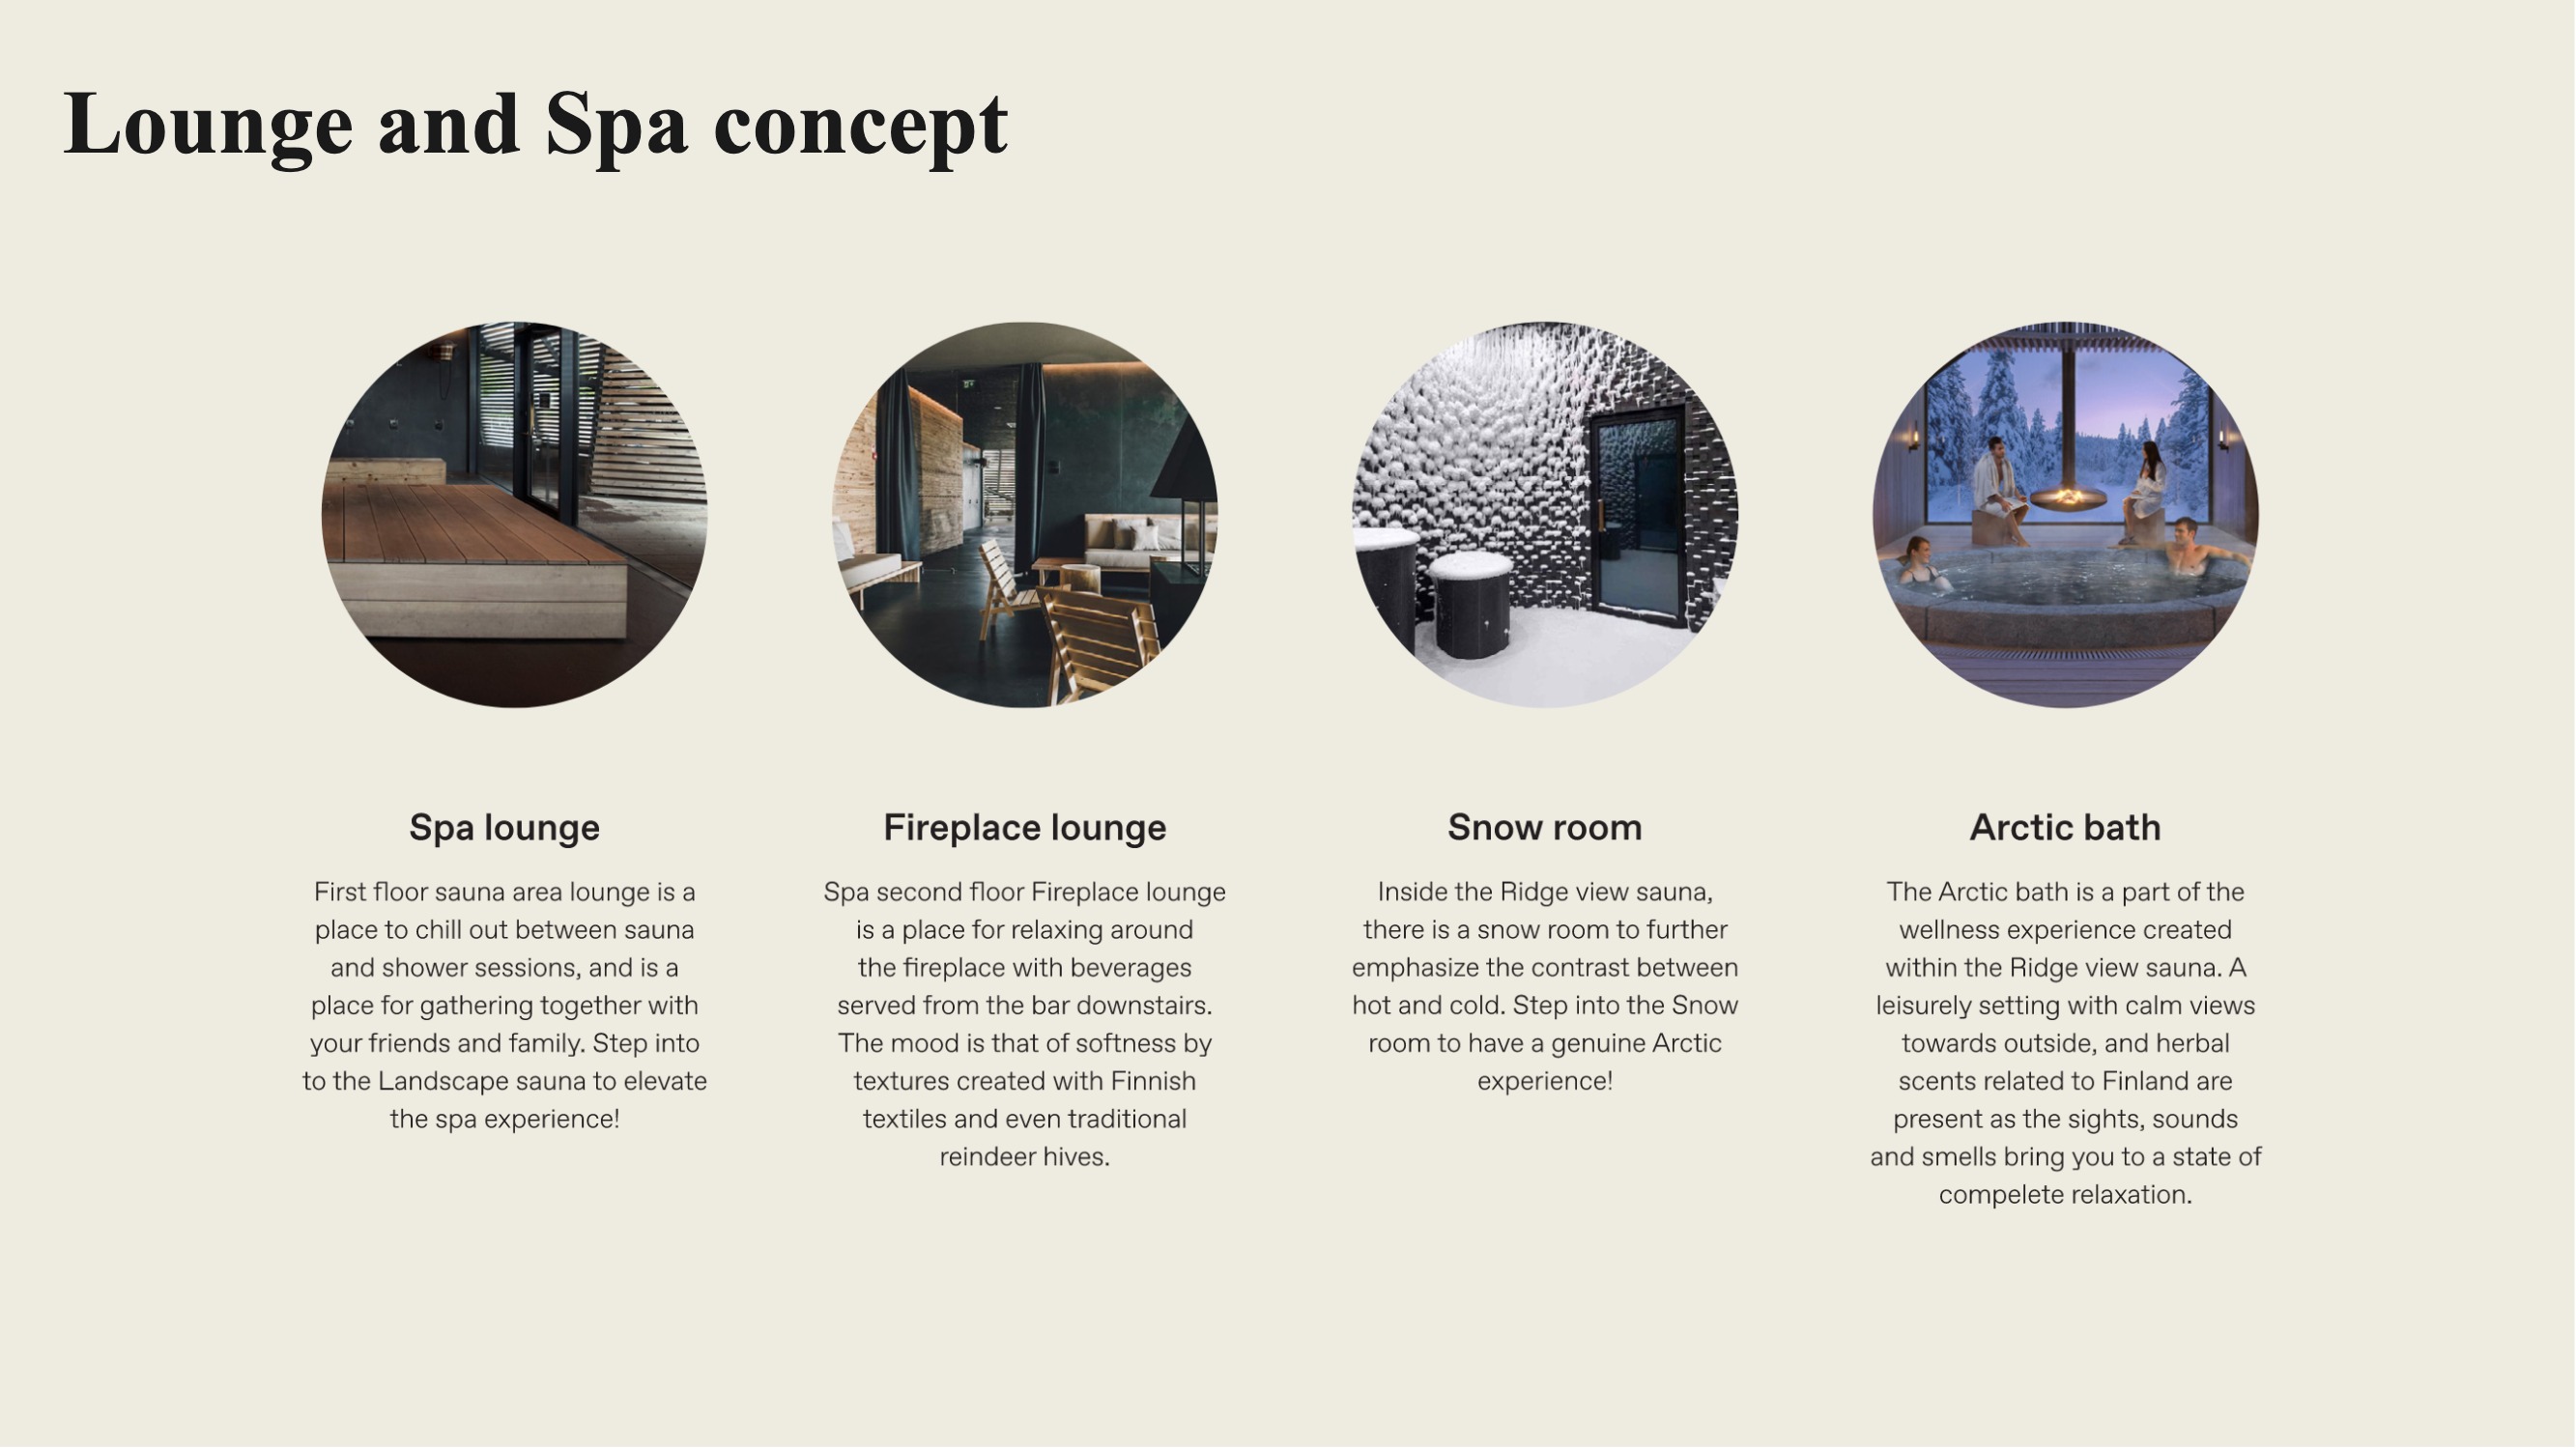 Lounge and Spa concept
Spa lounge
First floor sauna area lounge is a
place to chill out between sauna
and shower sessions, and is a
place for gathering together with
your friends and family. Step into
to the Landscape sauna to elevate
the spa experience!
Fireplace lounge
Spa second floor Fireplace lounge
is a place for relaxing around
the fireplace with beverages
served from the bar downstairs.
The mood is that of softness by
textures created with Finnish
textiles and even traditional
reindeer hives.
Snow room
Inside the Ridge view sauna,
there is a snow room to further
emphasize the contrast between
hot and cold. Step into the Snow
room to have a genuine Arctic
experience!
Arctic bath
The Arctic bath is a part of the
wellness experience created
within the Ridge view sauna. A
leisurely setting with calm views
towards outside, and herbal
scents related to Finland are
present as the sights, sounds
and smells bring you to a state of
compelete relaxation.